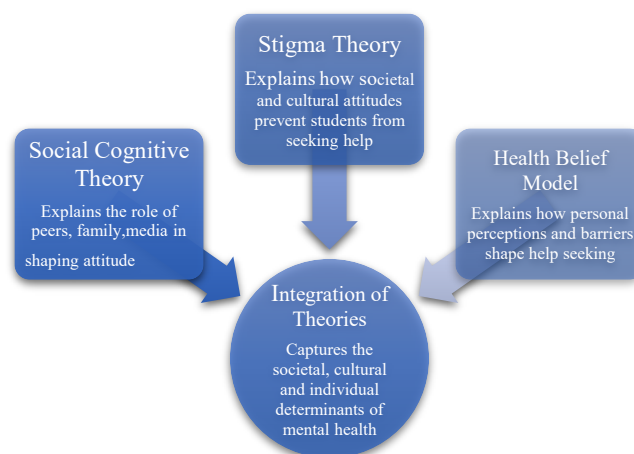 Stigma Theory
Explains how societal
and cultural attitudes
prevent students from
seeking help
Social Cognitive
Theory
Explains the role of
peers, family,media in
shaping attitude
Health Belief
Model
Explains how personal
perceptions and barriers
shape help seeking
Integration of
Theories
Captures the
societal, cultural
and individual
determinants of
mental health